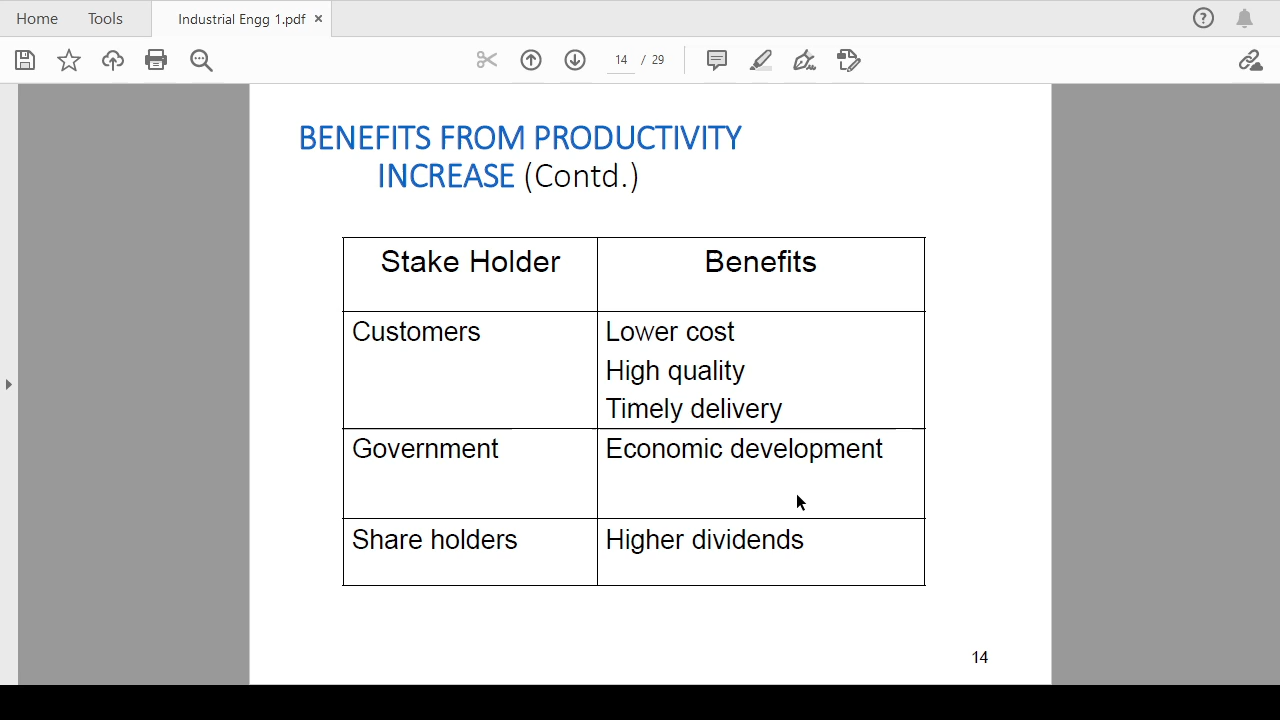 Home Tools Industrial Engg 1.pdf ×
14 / 29
BENEFITS FROM PRODUCTIVITY
INCREASE (Contd.)
Stake Holder Benefits
Customers Lower cost
High quality
Timely delivery
Government Economic development
Share holders Higher dividends
14